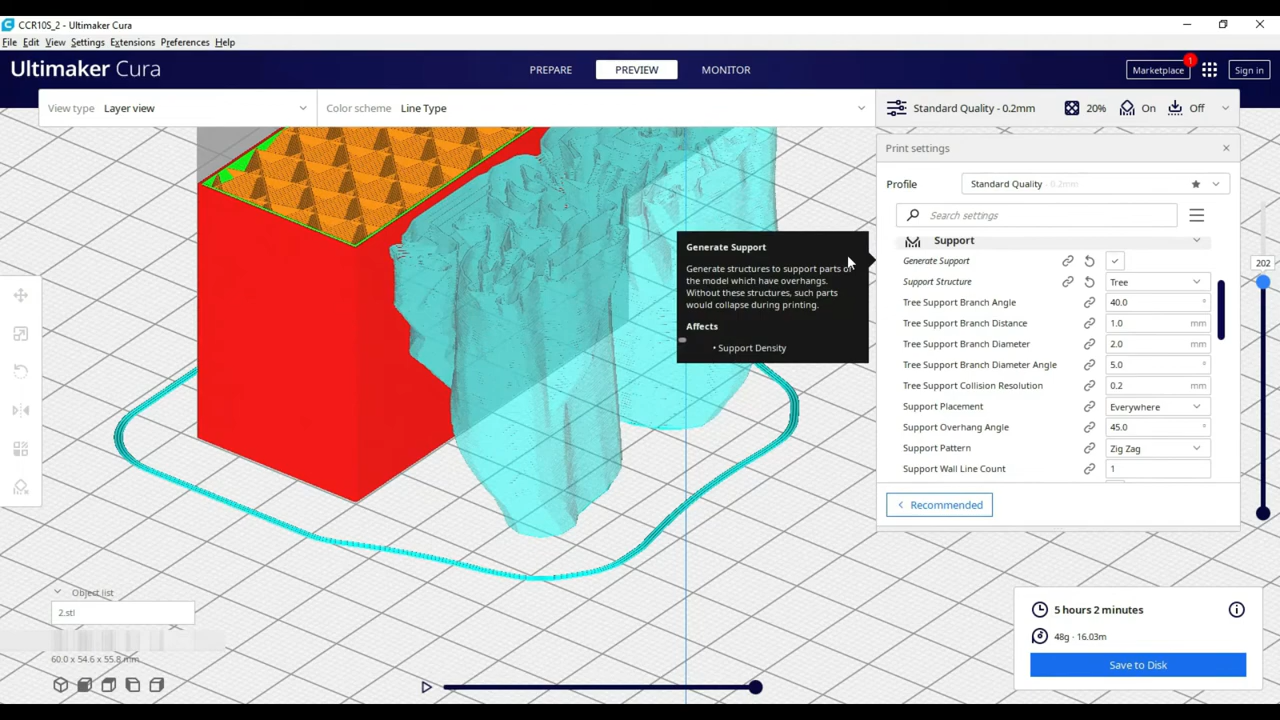 CCR10S_2 - Ultimaker Cura
File Edit View Settings Extensions Preferences Help
Ultimaker Cura
PREPARE
PREVIEW
MONITOR
Marketplace
1
Sign in
View type Layer view
Color scheme Line Type
Standard Quality - 0.2mm
20%
On
Off
Print settings
Profile
Standard Quality - 0.2mm
Search settings
Support
Generate Support
Support Structure
Tree
Tree Support Branch Angle
40.0 °
Tree Support Branch Distance
1.0 mm
Tree Support Branch Diameter
2.0 mm
Tree Support Branch Diameter Angle
5.0 °
Tree Support Collision Resolution
0.2 mm
Support Placement
Everywhere
Support Overhang Angle
45.0 °
Support Pattern
Zig Zag
Support Wall Line Count
1
Recommended
202
Generate Support
Generate structures to support parts of
the model which have overhangs.
Without these structures, such parts
would collapse during printing.
Affects
• Support Density
Object list
2.stl
60.0 x 54.6 x 55.8 mm
5 hours 2 minutes
48g · 16.03m
Save to Disk